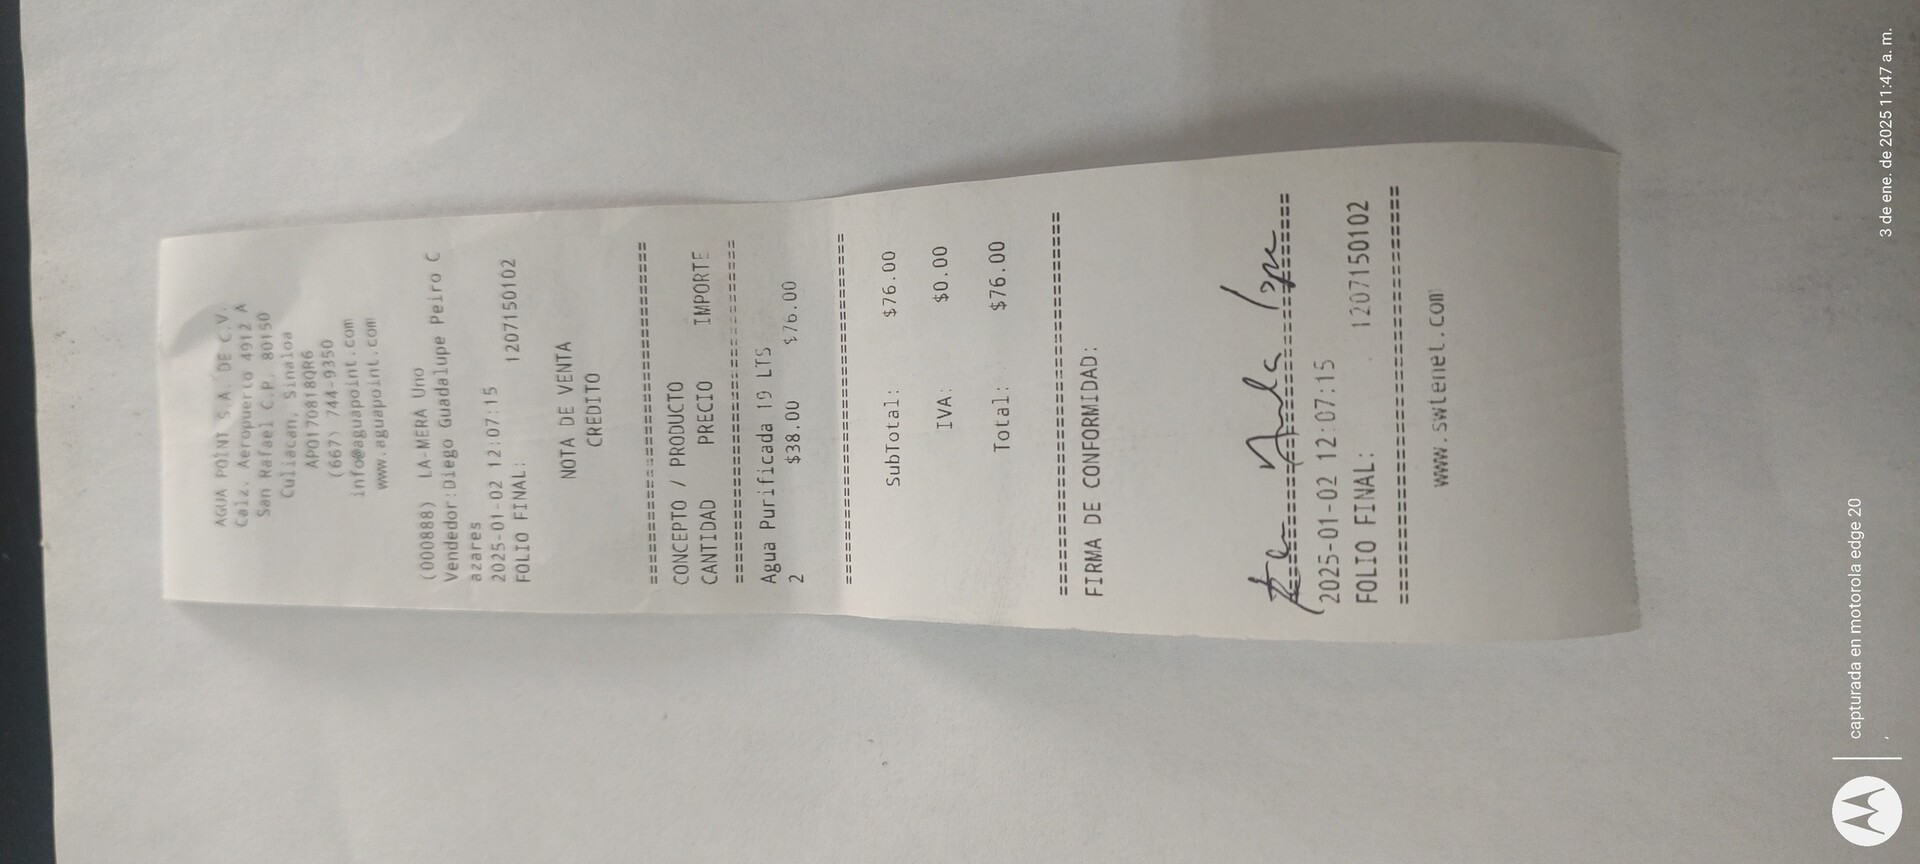 AGUA POINT S.A. DE C.V.
Calz. Aeropuerto 4912 A
San Rafael C.P. 80150
Culiacan, Sinaloa
APO170818QR6
(667) 744-9350
info@aguapoint.com
www.aguapoint.com
(000888) LA-MERA Uno
Vendedor:Diego Guadalupe Peiro C
azares
2025-01-02 12:07:15
FOLIO FINAL: 1207150102
NOTA DE VENTA
CREDITO
================================
CONCEPTO / PRODUCTO
CANTIDAD PRECIO IMPORTE
================================
Agua Purificada 19 LTS
2 $38.00 $76.00
================================
SubTotal: $76.00
IVA: $0.00
Total: $76.00
================================
FIRMA DE CONFORMIDAD:
================================
2025-01-02 12:07:15
FOLIO FINAL: 1207150102
================================
www.swtenet.com
capturada en motorola edge 20
3 de ene. de 2025 11:47 a. m.